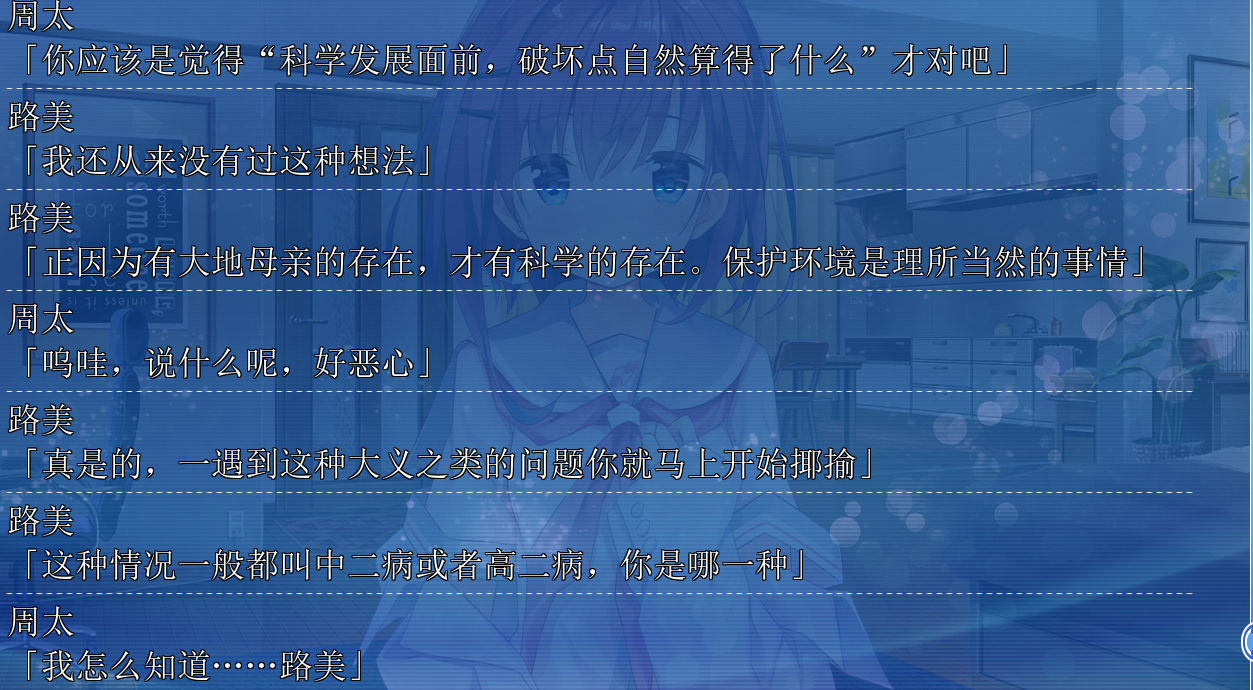 周太
「你应该是觉得“科学发展面前，破坏点自然算得了什么”才对吧」
路美
「我还从来没有过这种想法」
路美
「正因为有大地母亲的存在，才有科学的存在。保护环境是理所当然的事情」
周太
「呜哇，说什么呢，好恶心」
路美
「真是的，一遇到这种大义之类的问题你就马上开始揶揄」
路美
「这种情况一般都叫中二病或者高二病，你是哪一种」
周太
「我怎么知道……路美」